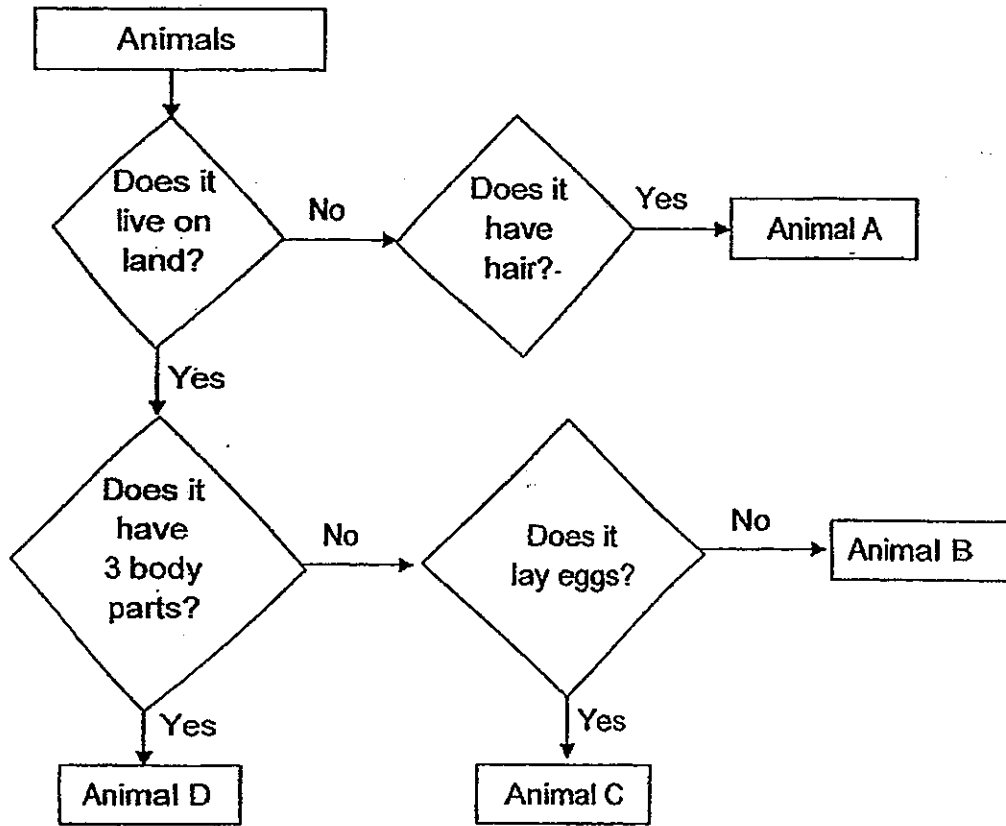 Animals
Does it
live on
land?
No
Does it
have
hair?-
Yes
Animal A
Yes
Does it
have
3 body
parts?
No
Does it
lay eggs?
No
Animal B
Yes
Animal D
Yes
Animal C